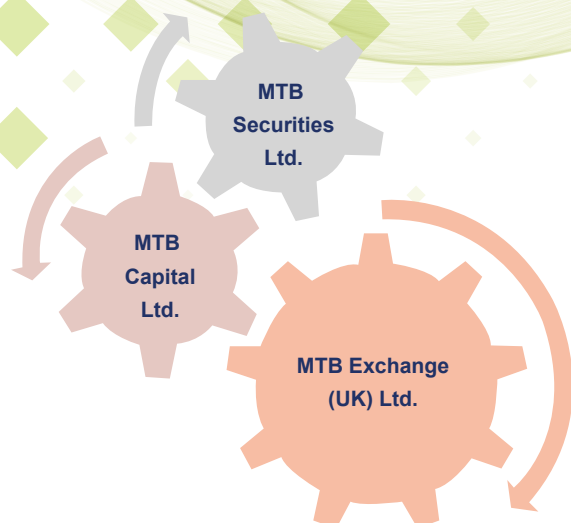 MTB
Securities
Ltd.
MTB
Capital
Ltd.
MTB Exchange
(UK) Ltd.